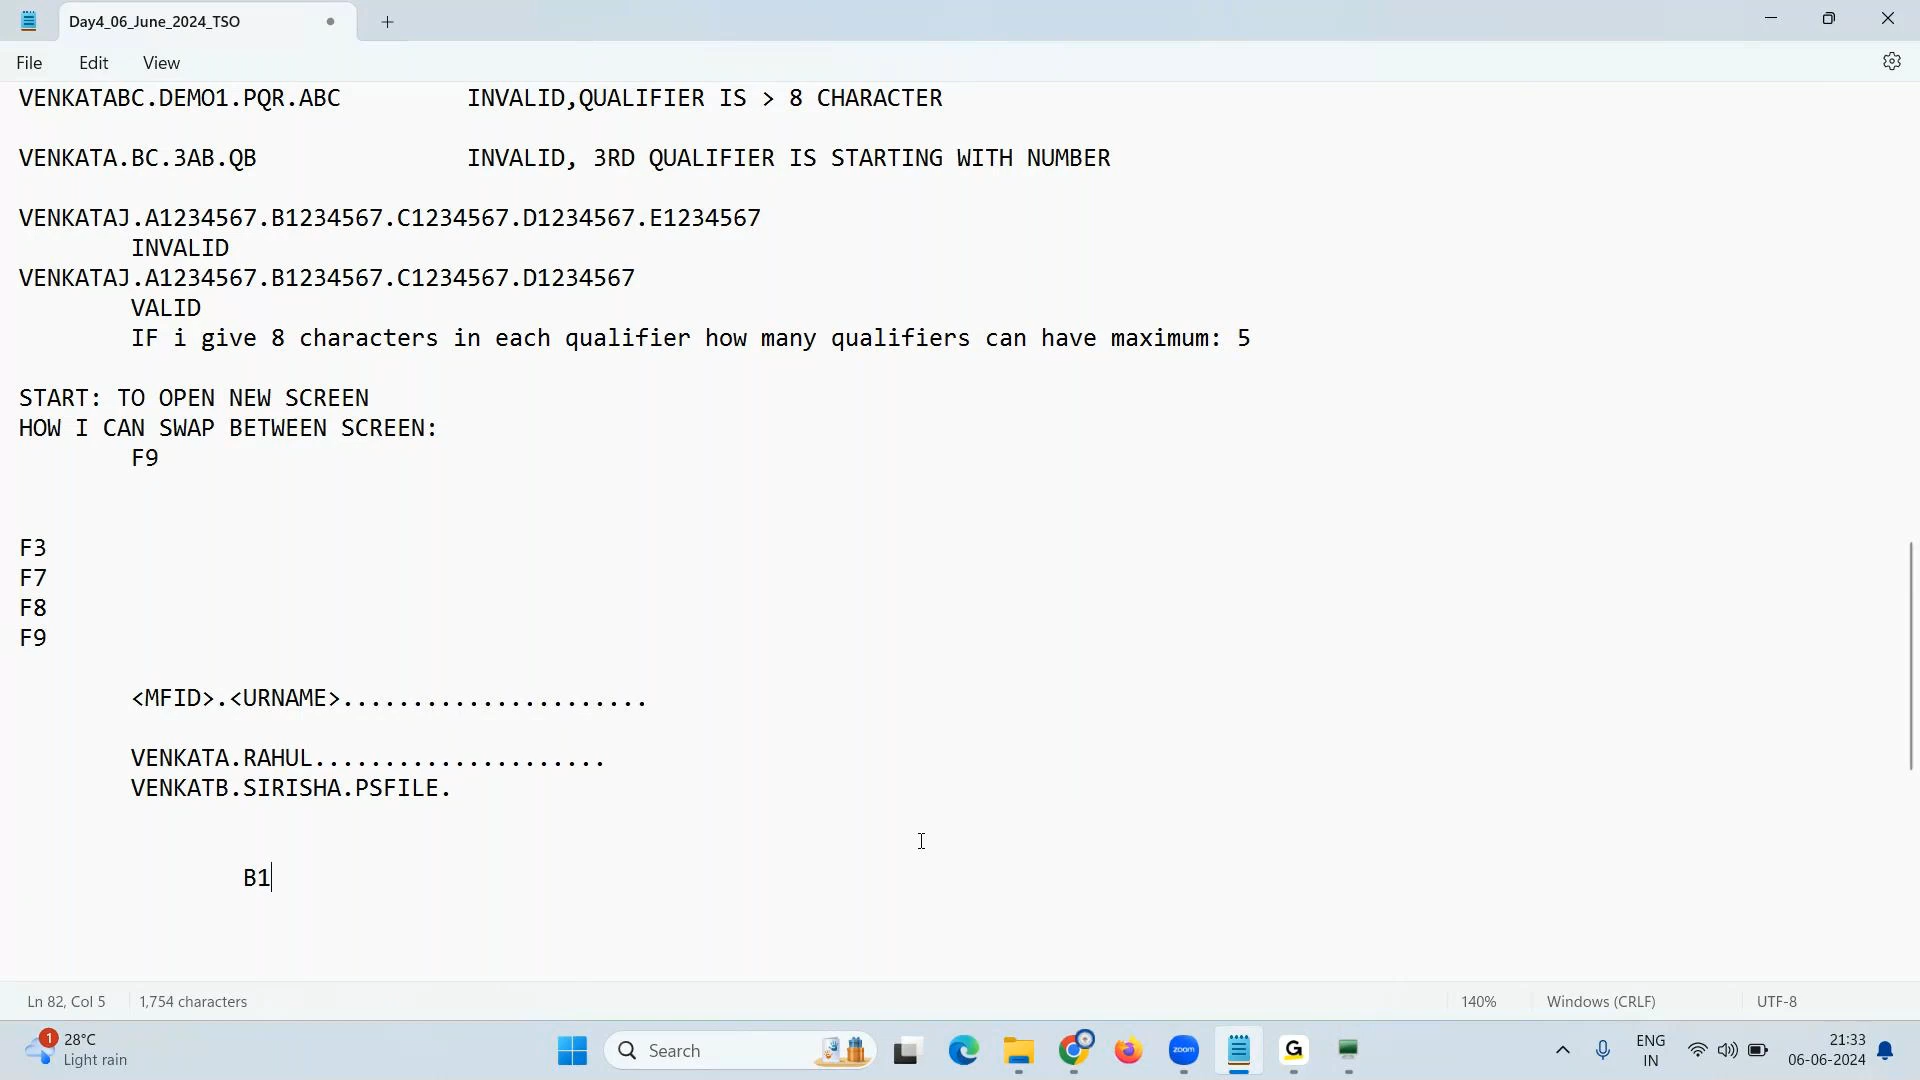 Day4_06_June_2024_TSO
File Edit View
VENKATABC.DEMO1.PQR.ABC INVALID,QUALIFIER IS > 8 CHARACTER
VENKATA.BC.3AB.QB INVALID, 3RD QUALIFIER IS STARTING WITH NUMBER
VENKATAJ.A1234567.B1234567.C1234567.D1234567.E1234567
INVALID
VENKATAJ.A1234567.B1234567.C1234567.D1234567
VALID
IF i give 8 characters in each qualifier how many qualifiers can have maximum: 5
START: TO OPEN NEW SCREEN
HOW I CAN SWAP BETWEEN SCREEN:
F9
F3
F7
F8
F9
<MFID>.<URNAME>......................
VENKATA.RAHUL.....................
VENKATB.SIRISHA.PSFILE.
B1
Ln 82, Col 5 1,754 characters 140% Windows (CRLF) UTF-8
1 28°C
Light rain
Search
zoom
G
ENG
IN
21:33
06-06-2024